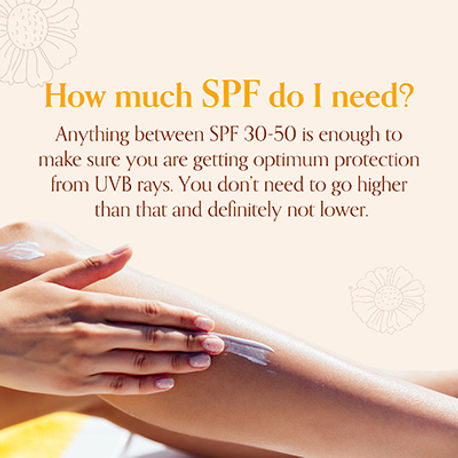 How much SPF do I need?
Anything between SPF 30-50 is enough to
make sure you are getting optimum protection
from UVB rays. You don't need to go higher
than that and definitely not lower.